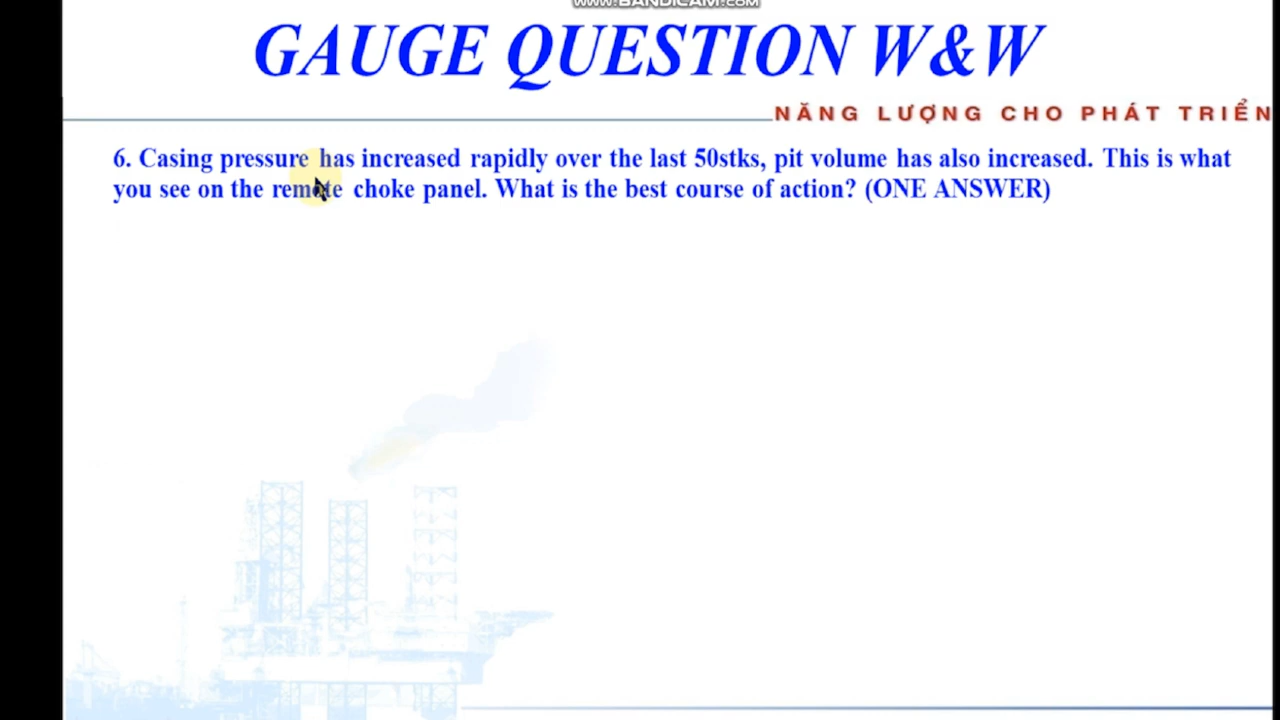 www.BANDICAM.com
GAUGE QUESTION W&W
NĂNG LƯỢNG CHO PHÁT TRIỂN
6. Casing pressure has increased rapidly over the last 50stks, pit volume has also increased. This is what
you see on the remote choke panel. What is the best course of action? (ONE ANSWER)